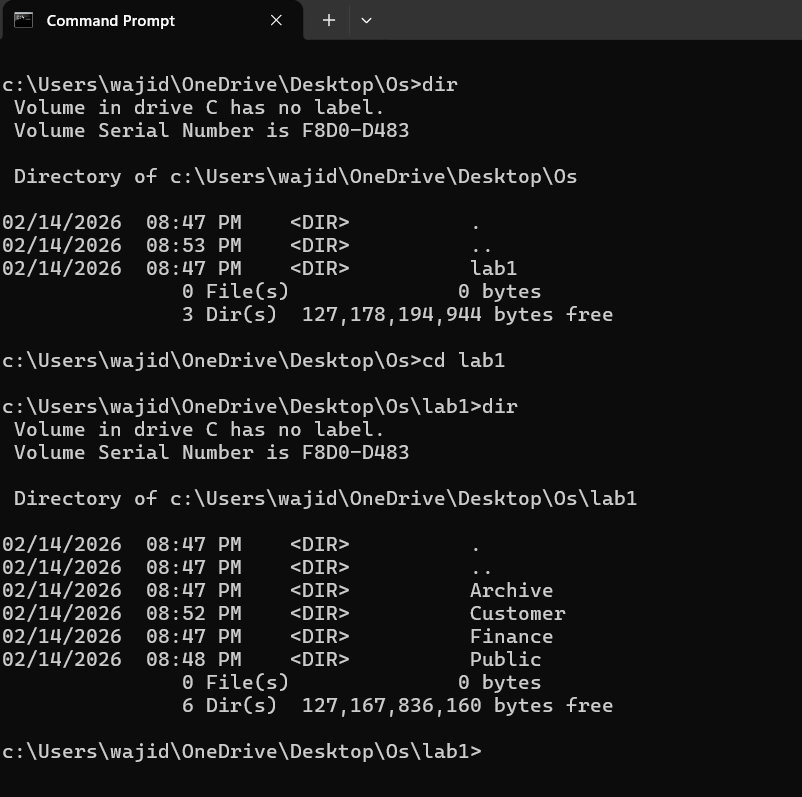 Command Prompt
c:\Users\wajid\OneDrive\Desktop\Os>dir
 Volume in drive C has no label.
 Volume Serial Number is F8D0-D483
 Directory of c:\Users\wajid\OneDrive\Desktop\Os
02/14/2026  08:47 PM    <DIR>          .
02/14/2026  08:53 PM    <DIR>          ..
02/14/2026  08:47 PM    <DIR>          lab1
               0 File(s)              0 bytes
               3 Dir(s)  127,178,194,944 bytes free
c:\Users\wajid\OneDrive\Desktop\Os>cd lab1
c:\Users\wajid\OneDrive\Desktop\Os\lab1>dir
 Volume in drive C has no label.
 Volume Serial Number is F8D0-D483
 Directory of c:\Users\wajid\OneDrive\Desktop\Os\lab1
02/14/2026  08:47 PM    <DIR>          .
02/14/2026  08:47 PM    <DIR>          ..
02/14/2026  08:47 PM    <DIR>          Archive
02/14/2026  08:52 PM    <DIR>          Customer
02/14/2026  08:47 PM    <DIR>          Finance
02/14/2026  08:48 PM    <DIR>          Public
               0 File(s)              0 bytes
               6 Dir(s)  127,167,836,160 bytes free
c:\Users\wajid\OneDrive\Desktop\Os\lab1>